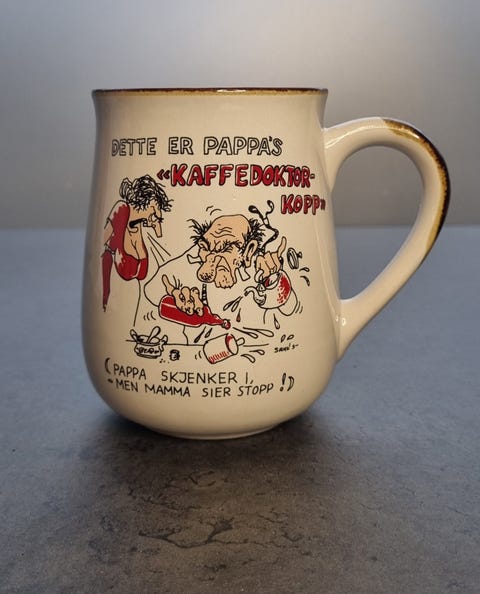 DETTE ER PAPPA'S
«KAFFEDOKTOR-
KOPP»
(PAPPA SKJENKER I,
-MEN MAMMA SIER STOPP!)